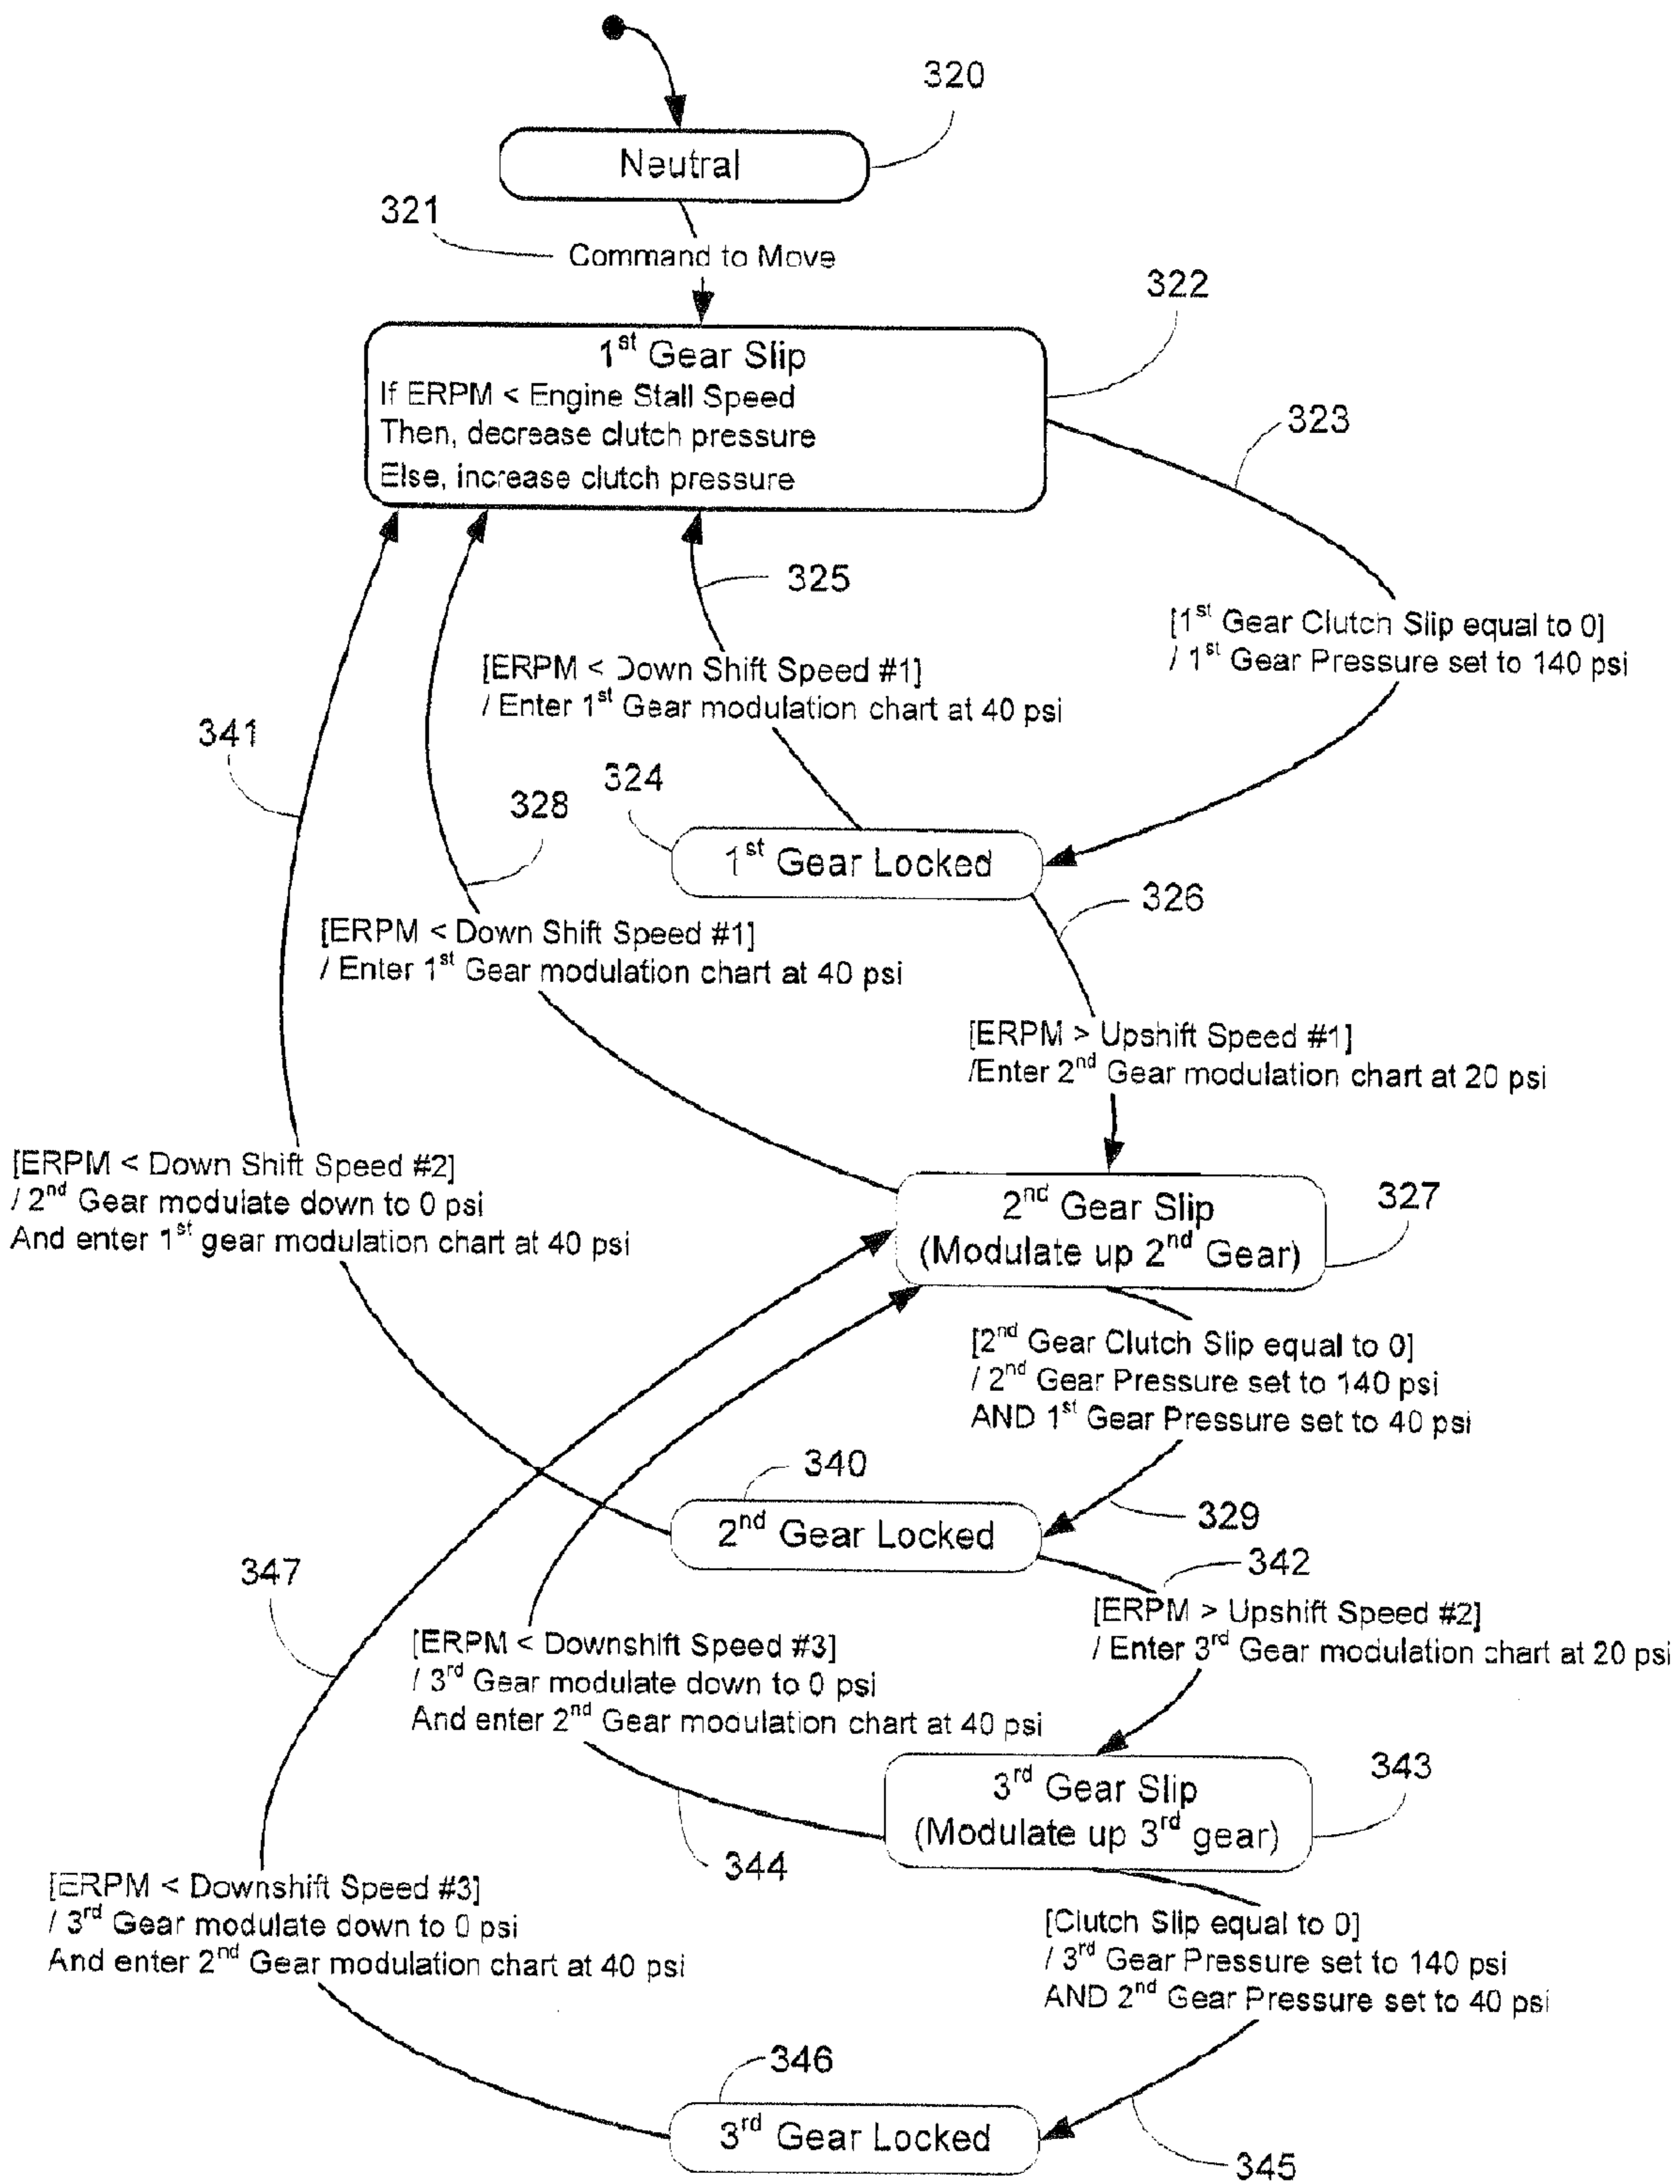 320
Neutral
321
Command to Move
322
1st Gear Slip
If ERPM < Engine Stall Speed
Then, decrease clutch pressure
Else, increase clutch pressure
323
325
[1st Gear Clutch Slip equal to 0]
/ 1st Gear Pressure set to 140 psi
[ERPM < Down Shift Speed #1]
/ Enter 1st Gear modulation chart at 40 psi
341
324
328
1st Gear Locked
326
[ERPM < Down Shift Speed #1]
/ Enter 1st Gear modulation chart at 40 psi
[ERPM > Upshift Speed #1]
/Enter 2nd Gear modulation chart at 20 psi
[ERPM < Down Shift Speed #2]
/ 2nd Gear modulate down to 0 psi
And enter 1st gear modulation chart at 40 psi
327
2nd Gear Slip
(Modulate up 2nd Gear)
[2nd Gear Clutch Slip equal to 0]
/ 2nd Gear Pressure set to 140 psi
AND 1st Gear Pressure set to 40 psi
340
329
2nd Gear Locked
347
342
[ERPM > Upshift Speed #2]
/ Enter 3rd Gear modulation chart at 20 psi
[ERPM < Downshift Speed #3]
/ 3rd Gear modulate down to 0 psi
And enter 2nd Gear modulation chart at 40 psi
343
3rd Gear Slip
(Modulate up 3rd gear)
344
[ERPM < Downshift Speed #3]
/ 3rd Gear modulate down to 0 psi
And enter 2nd Gear modulation chart at 40 psi
[Clutch Slip equal to 0]
/ 3rd Gear Pressure set to 140 psi
AND 2nd Gear Pressure set to 40 psi
346
3rd Gear Locked
345